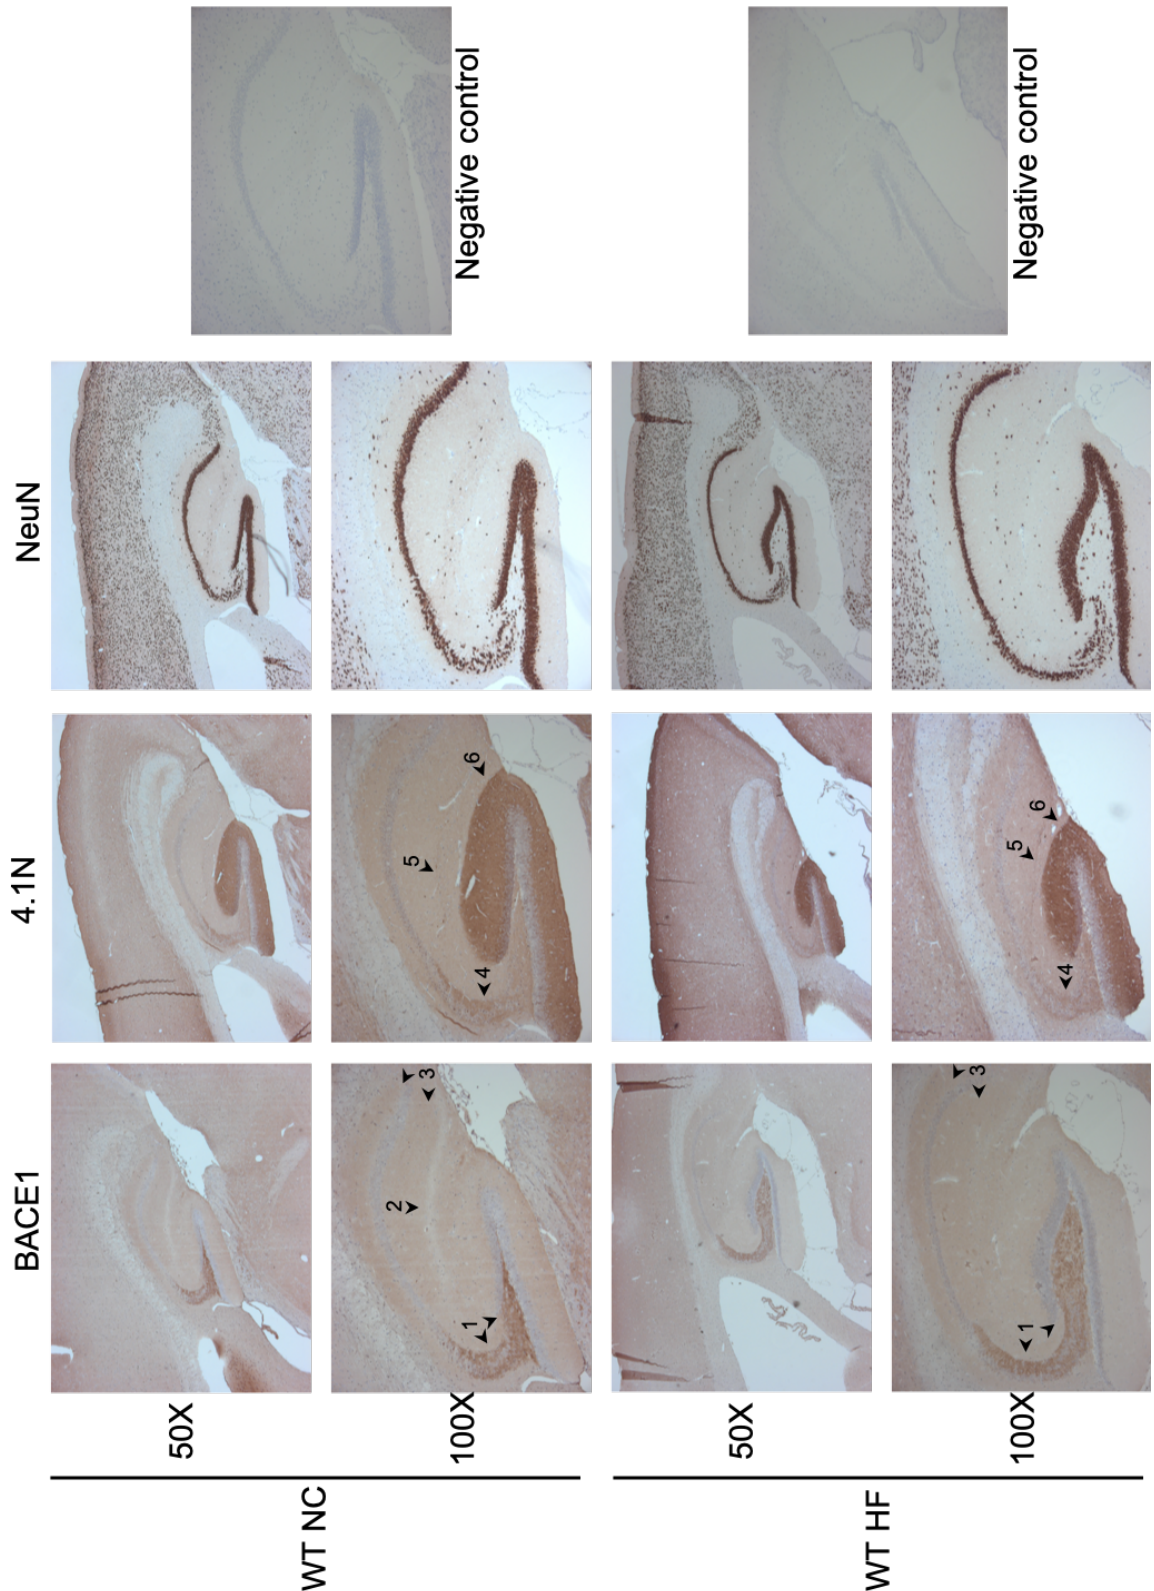 BACE1
4.1N
NeuN
WT NC
50X
100X
1
2
3
4
5
6
Negative control
WT HF
50X
100X
1
3
4
5
6
Negative control